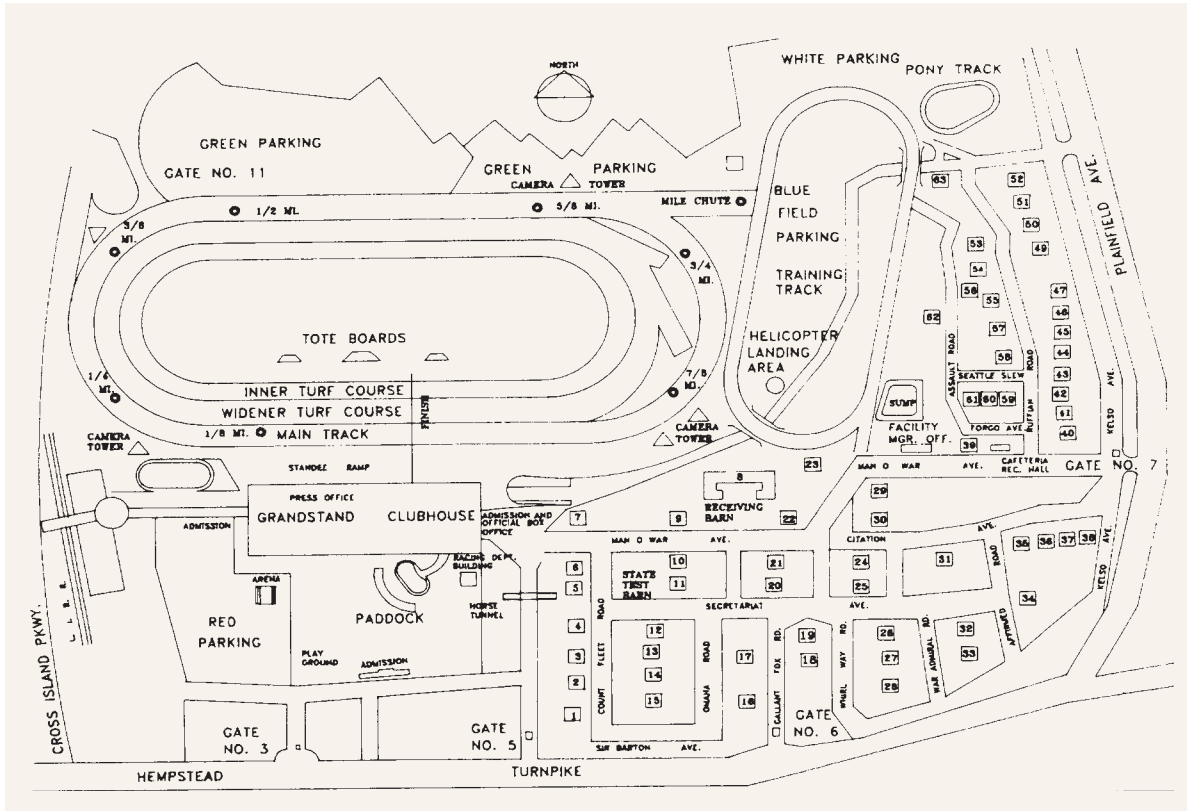 NORTH
WHITE PARKING
PONY TRACK
GREEN PARKING
GATE NO. 11
GREEN PARKING
CAMERA TOWER
1/2 MI.
5/8 MI.
MILE CHUTE
3/8
MI.
3/4
MI.
BLUE
FIELD
PARKING
TRAINING
TRACK
HELICOPTER
LANDING
AREA
63
52
51
50
49
53
54
56
55
57
58
62
47
46
45
44
43
42
41
40
PLAINFIELD AVE.
ASSAULT ROAD
SEATTLE SLEW
RUFFIAN ROAD
KELSO AVE.
61 60 59
FORGO AVE.
39
SUMP
FACILITY
MGR. OFF.
CAFETERIA
REC. HALL
GATE NO. 7
MAN O WAR AVE.
TOTE BOARDS
INNER TURF COURSE
WIDENER TURF COURSE
MAIN TRACK
FINISH
1/4
MI.
1/8 MI.
7/8
MI.
CAMERA
TOWER
CAMERA
TOWER
STANDEE RAMP
PRESS OFFICE
GRANDSTAND CLUBHOUSE
ADMISSION
ADMISSION AND
OFFICIAL BOX
OFFICE
RACING DEPT.
BUILDING
HORSE
TUNNEL
ARENA
PADDOCK
RED
PARKING
PLAY
GROUND
ADMISSION
L. I. R. R.
CROSS ISLAND PKWY.
GATE
NO. 3
GATE
NO. 5
HEMPSTEAD TURNPIKE
23
8
RECEIVING
BARN
7
9
22
MAN O WAR AVE.
CITATION AVE.
29
30
6
5
4
3
2
1
COUNT FLEET ROAD
10
STATE
TEST
BARN
11
21
20
24
25
31
SECRETARIAT AVE.
12
13
14
15
OMAHA ROAD
17
16
GALLANT FOX RD.
19
18
GATE
NO. 6
WHIRL WAY RD.
26
27
28
WAR ADMIRAL RD.
32
33
AFFIRMED ROAD
35
36
37
38
34
KELSO AVE.
SIR BARTON AVE.